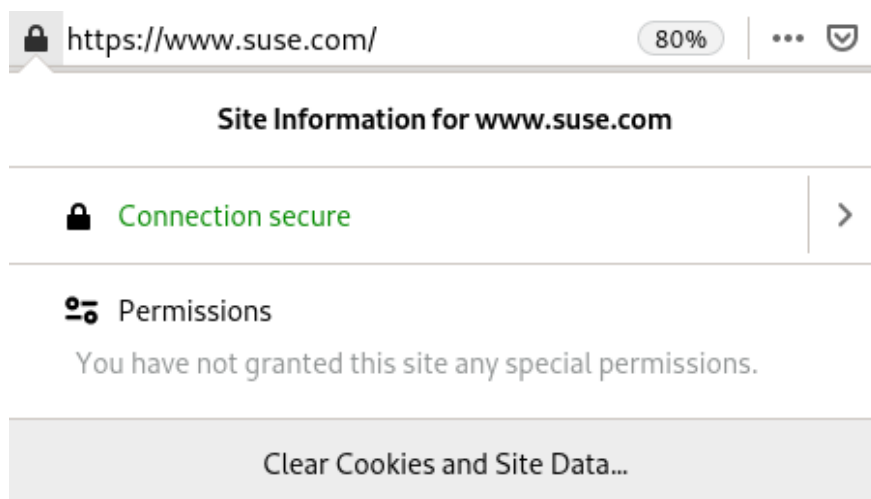 https://www.suse.com/ 80%
Site Information for www.suse.com
Connection secure
Permissions
You have not granted this site any special permissions.
Clear Cookies and Site Data...